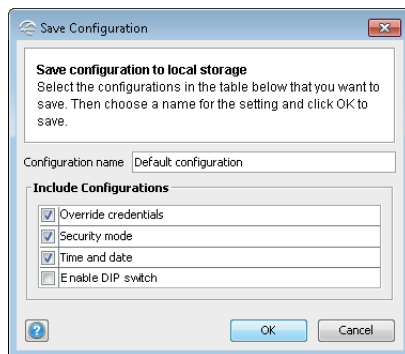 Save Configuration
Save configuration to local storage
Select the configurations in the table below that you want to
save. Then choose a name for the setting and click OK to
save.
Configuration name Default configuration
Include Configurations
Override credentials
Security mode
Time and date
Enable DIP switch
? OK Cancel